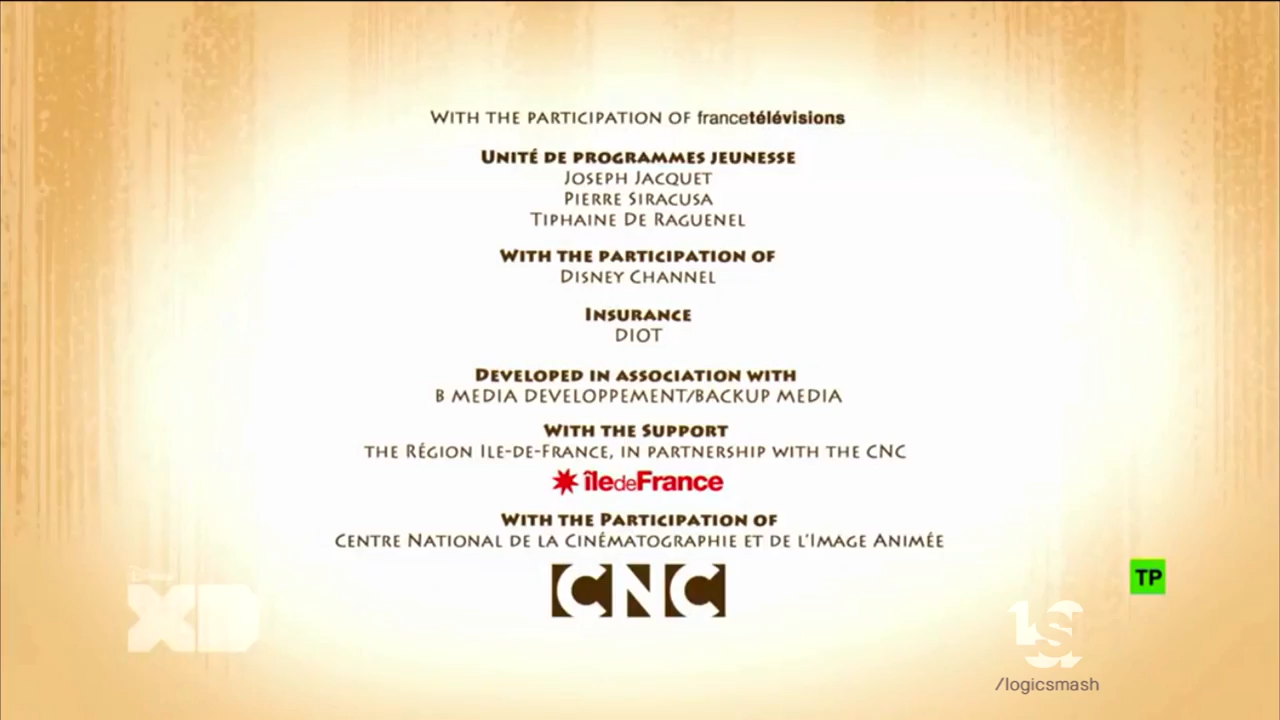 WITH THE PARTICIPATION OF francetélévisions
UNITÉ DE PROGRAMMES JEUNESSE
JOSEPH JACQUET
PIERRE SIRACUSA
TIPHAINE DE RAGUENEL
WITH THE PARTICIPATION OF
DISNEY CHANNEL
INSURANCE
DIOT
DEVELOPED IN ASSOCIATION WITH
B MEDIA DEVELOPPEMENT/BACKUP MEDIA
WITH THE SUPPORT
THE RÉGION ILE-DE-FRANCE, IN PARTNERSHIP WITH THE CNC
îledeFrance
WITH THE PARTICIPATION OF
CENTRE NATIONAL DE LA CINÉMATOGRAPHIE ET DE L'IMAGE ANIMÉE
CNC
TP
Disney
XD
LS
/logicsmash